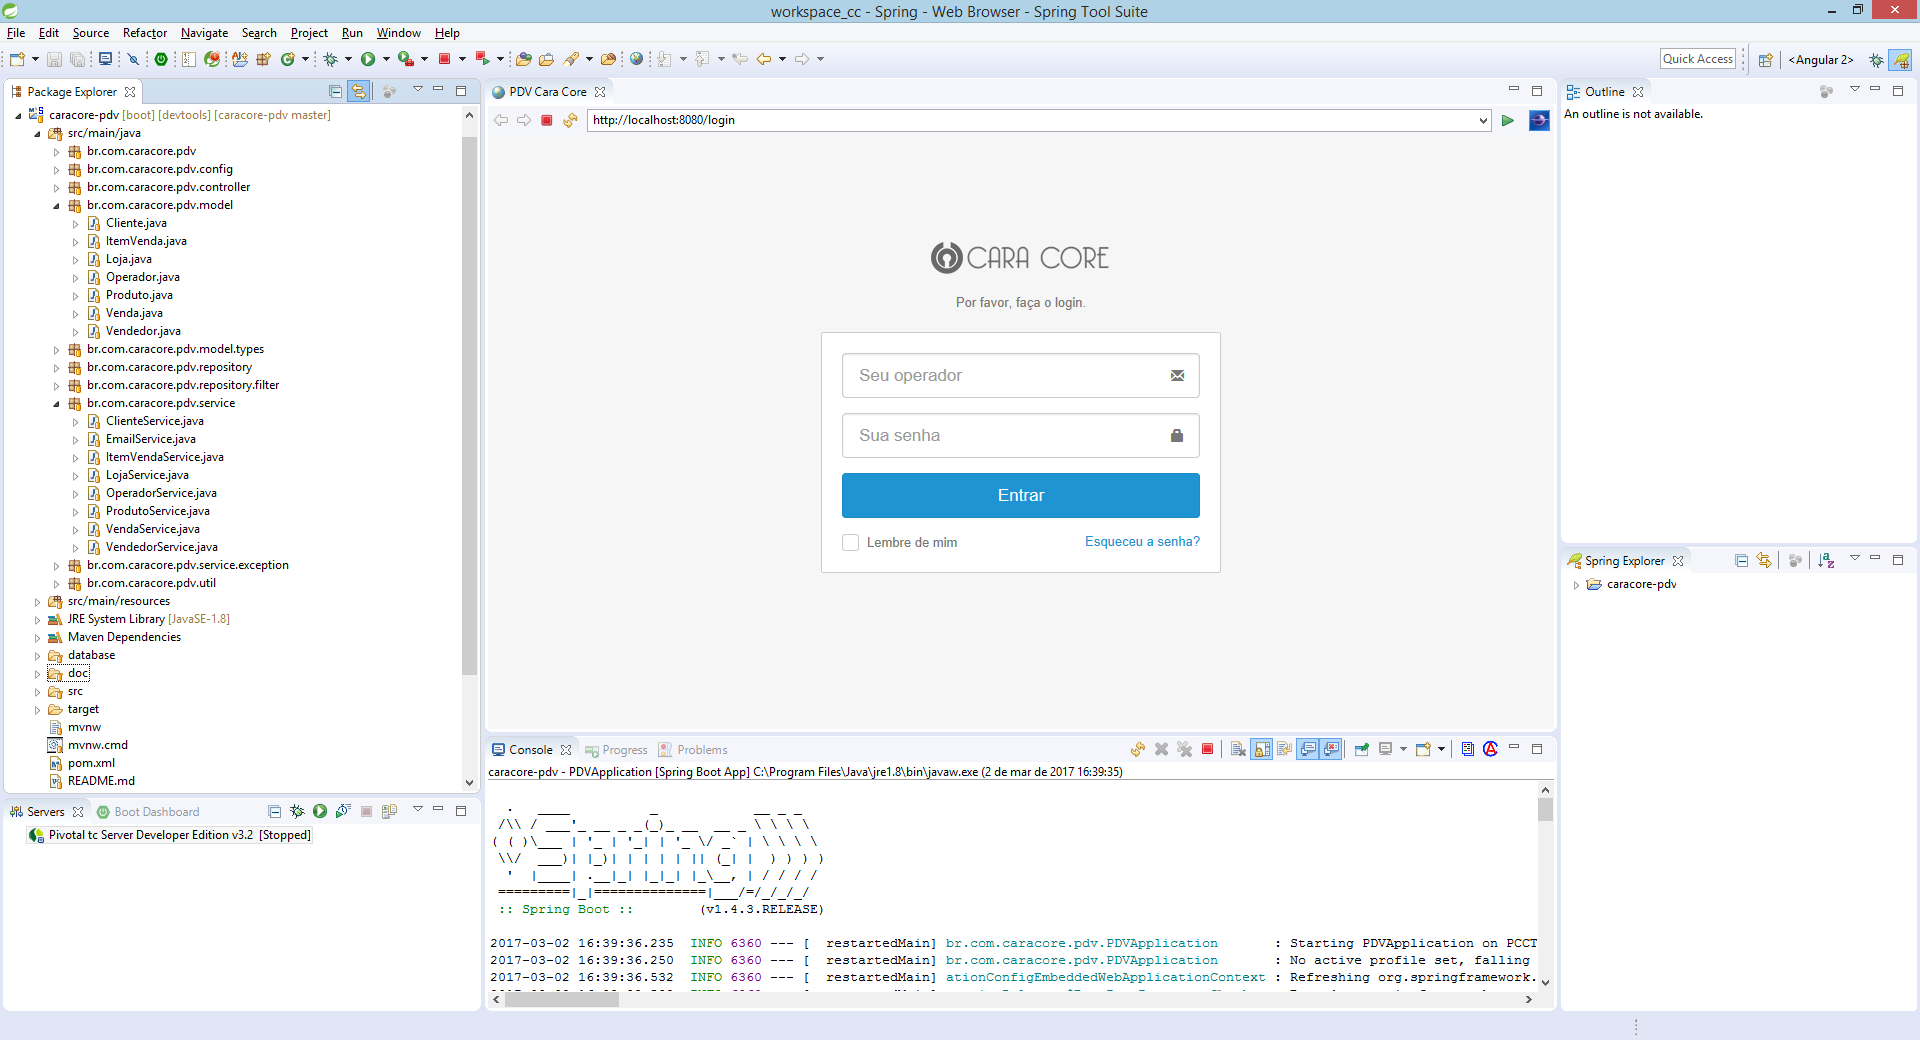 workspace_cc - Spring - Web Browser - Spring Tool Suite
File Edit Source Refactor Navigate Search Project Run Window Help
Quick Access <Angular 2>
Package Explorer
caracore-pdv [boot] [devtools] [caracore-pdv master]
src/main/java
br.com.caracore.pdv
br.com.caracore.pdv.config
br.com.caracore.pdv.controller
br.com.caracore.pdv.model
Cliente.java
ItemVenda.java
Loja.java
Operador.java
Produto.java
Venda.java
Vendedor.java
br.com.caracore.pdv.model.types
br.com.caracore.pdv.repository
br.com.caracore.pdv.repository.filter
br.com.caracore.pdv.service
ClienteService.java
EmailService.java
ItemVendaService.java
LojaService.java
OperadorService.java
ProdutoService.java
VendaService.java
VendedorService.java
br.com.caracore.pdv.service.exception
br.com.caracore.pdv.util
src/main/resources
JRE System Library [JavaSE-1.8]
Maven Dependencies
database
doc
src
target
mvnw
mvnw.cmd
pom.xml
README.md
Servers Boot Dashboard
Pivotal tc Server Developer Edition v3.2 [Stopped]
PDV Cara Core
http://localhost:8080/login
CARA CORE
Por favor, faça o login.
Seu operador
Sua senha
Entrar
Lembre de mim Esqueceu a senha?
Console Progress Problems
caracore-pdv - PDVApplication [Spring Boot App] C:\Program Files\Java\jre1.8\bin\javaw.exe (2 de mar de 2017 16:39:35)
:: Spring Boot :: (v1.4.3.RELEASE)
2017-03-02 16:39:36.235 INFO 6360 --- [ restartedMain] br.com.caracore.pdv.PDVApplication : Starting PDVApplication on PCCT
2017-03-02 16:39:36.250 INFO 6360 --- [ restartedMain] br.com.caracore.pdv.PDVApplication : No active profile set, falling
2017-03-02 16:39:36.532 INFO 6360 --- [ restartedMain] ationConfigEmbeddedWebApplicationContext : Refreshing org.springframework.
Outline
An outline is not available.
Spring Explorer
caracore-pdv